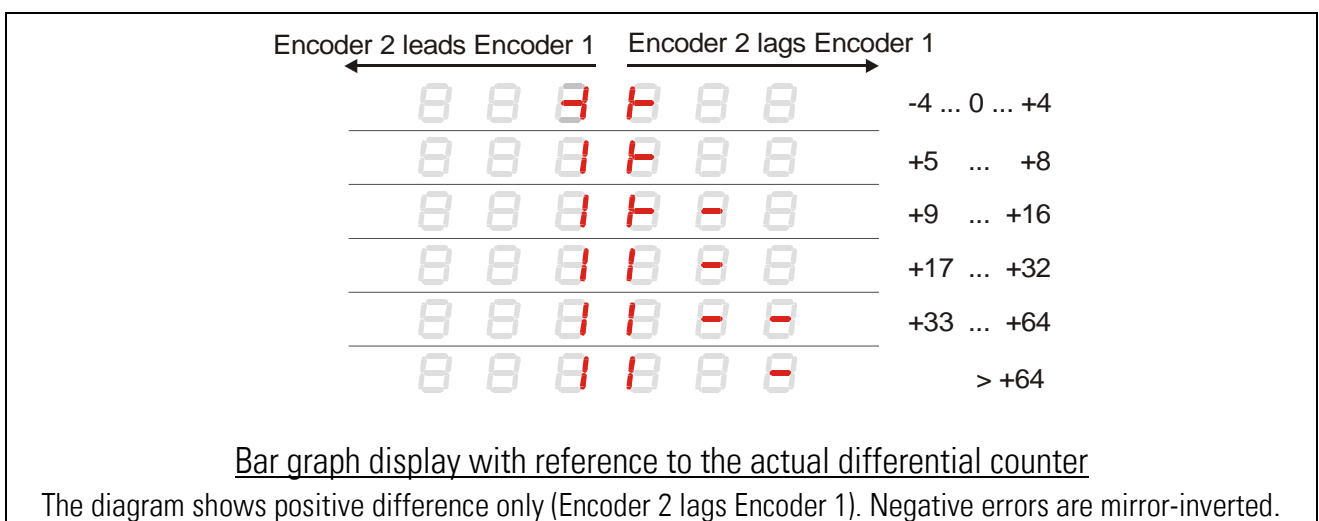 Encoder 2 leads Encoder 1 Encoder 2 lags Encoder 1
-4 ... 0 ... +4
+5 ... +8
+9 ... +16
+17 ... +32
+33 ... +64
> +64
Bar graph display with reference to the actual differential counter
The diagram shows positive difference only (Encoder 2 lags Encoder 1). Negative errors are mirror-inverted.